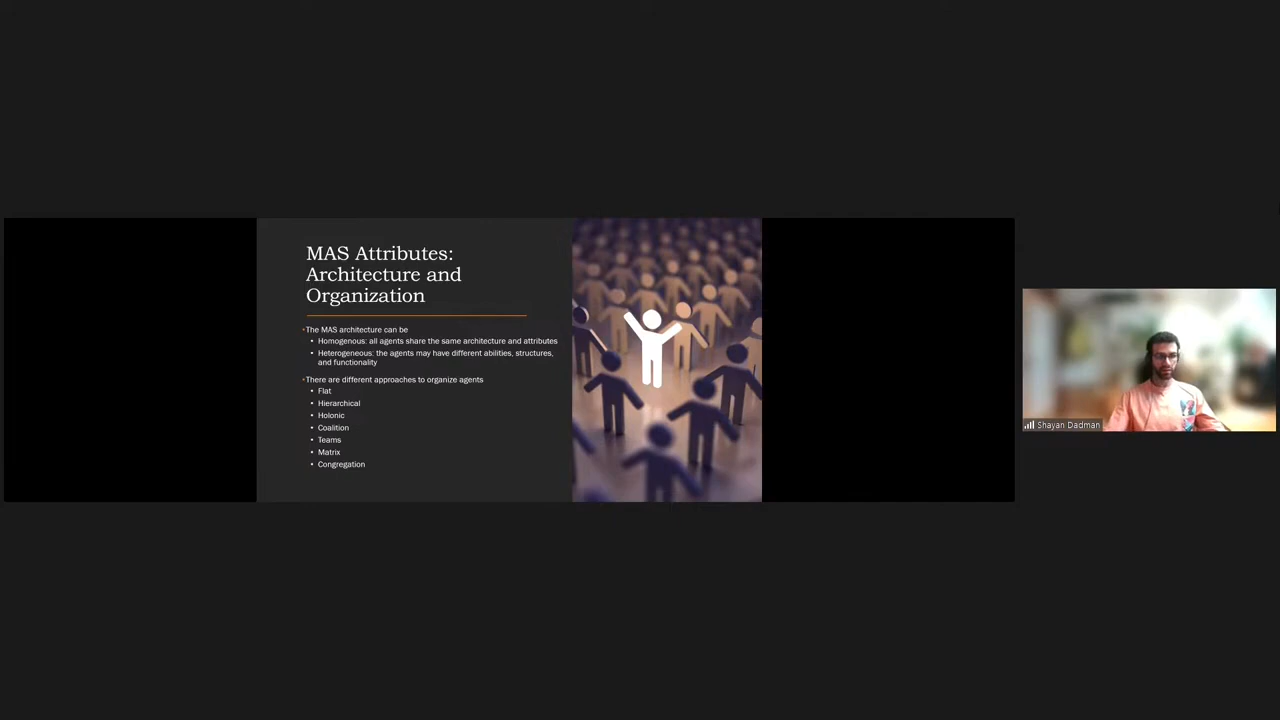 MAS Attributes:
Architecture and
Organization
The MAS architecture can be
• Homogenous: all agents share the same architecture and attributes
• Heterogeneous: the agents may have different abilities, structures,
and functionality
There are different approaches to organize agents
• Flat
• Hierarchical
• Holonic
• Coalition
• Teams
• Matrix
• Congregation
Shayan Dadman